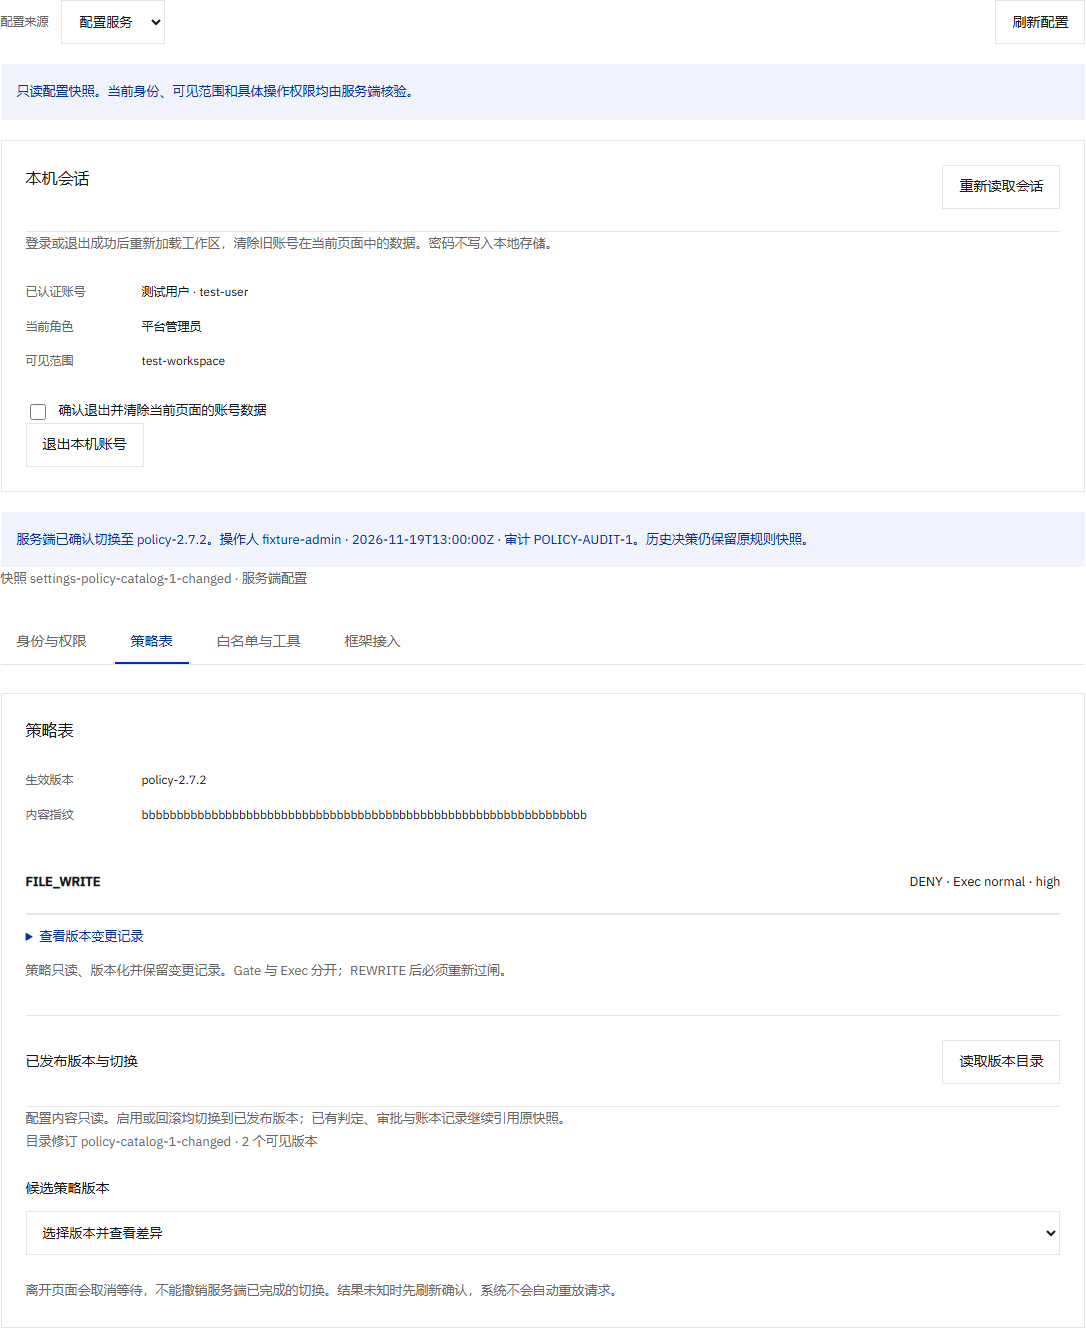 配置来源
配置服务
刷新配置
只读配置快照。当前身份、可见范围和具体操作权限均由服务端核验。
本机会话
重新读取会话
登录或退出成功后重新加载工作区，清除旧账号在当前页面中的数据。密码不写入本地存储。
已认证账号 测试用户 · test-user
当前角色 平台管理员
可见范围 test-workspace
确认退出并清除当前页面的账号数据
退出本机账号
服务端已确认切换至 policy-2.7.2。操作人 fixture-admin · 2026-11-19T13:00:00Z · 审计 POLICY-AUDIT-1。历史决策仍保留原规则快照。
快照 settings-policy-catalog-1-changed · 服务端配置
身份与权限 策略表 白名单与工具 框架接入
策略表
生效版本 policy-2.7.2
内容指纹 bbbbbbbbbbbbbbbbbbbbbbbbbbbbbbbbbbbbbbbbbbbbbbbbbbbbbbbbbbbbbbbb
FILE_WRITE DENY · Exec normal · high
查看版本变更记录
策略只读、版本化并保留变更记录。Gate 与 Exec 分开；REWRITE 后必须重新过闸。
已发布版本与切换
读取版本目录
配置内容只读。启用或回滚均切换到已发布版本；已有判定、审批与账本记录继续引用原快照。
目录修订 policy-catalog-1-changed · 2 个可见版本
候选策略版本
选择版本并查看差异
离开页面会取消等待，不能撤销服务端已完成的切换。结果未知时先刷新确认，系统不会自动重放请求。